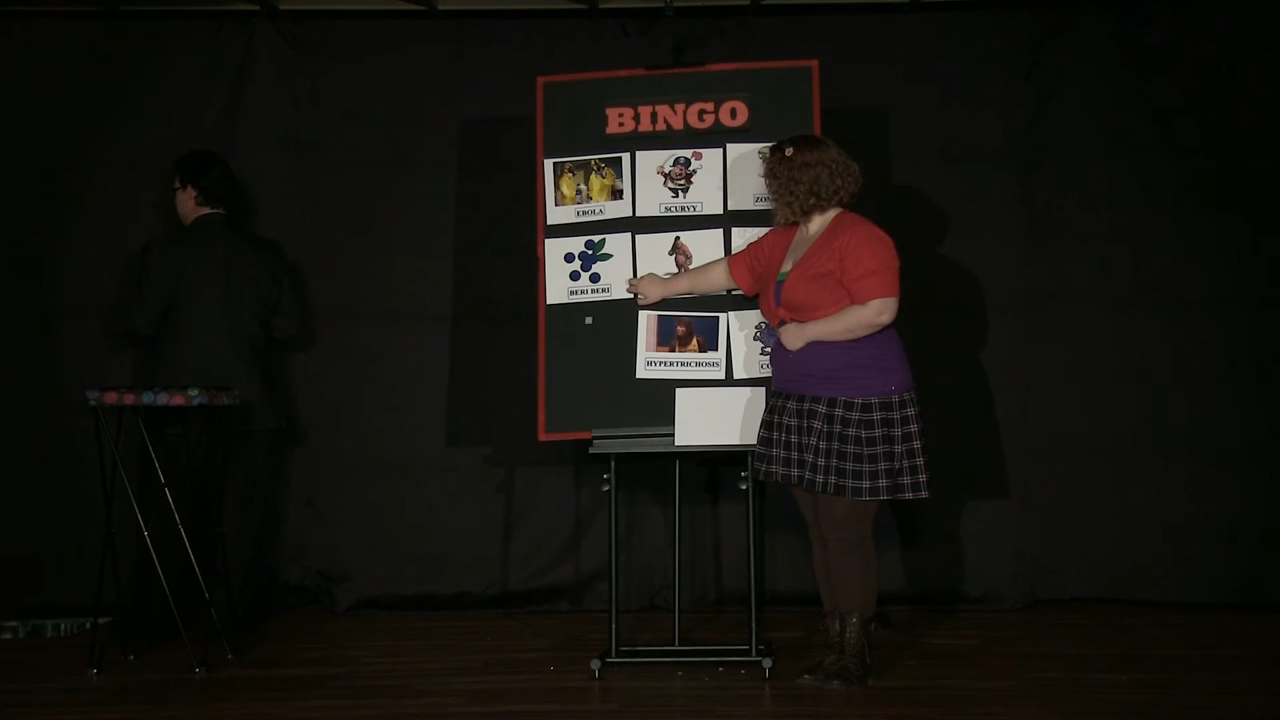 BINGO
EBOLA
SCURVY
BERI BERI
HYPERTRICHOSIS